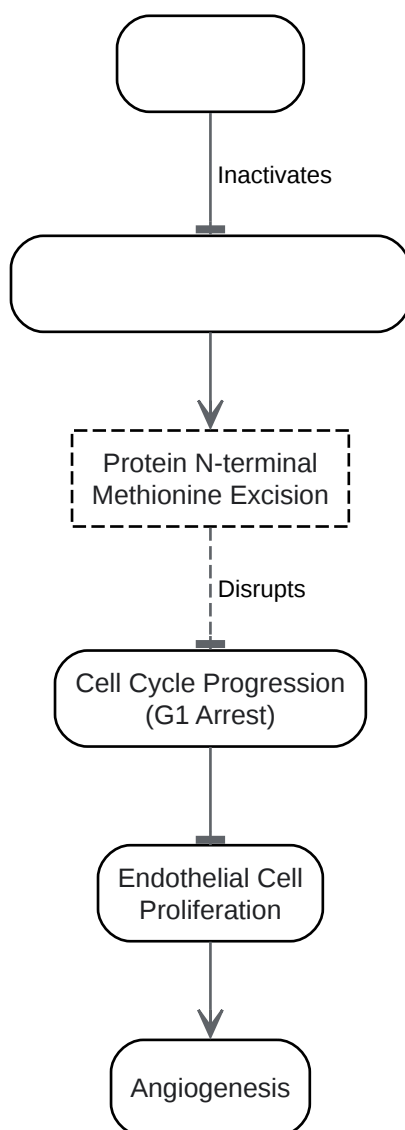 Inactivates
Protein N-terminal
Methionine Excision
Disrupts
Cell Cycle Progression
(G1 Arrest)
Endothelial Cell
Proliferation
Angiogenesis